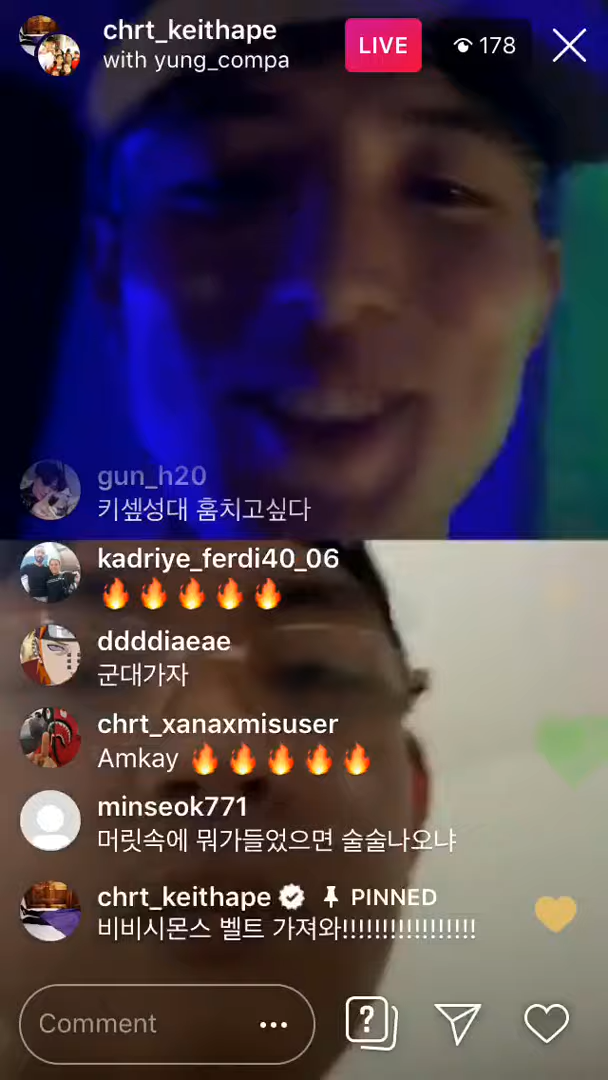 chrt_keithape
with yung_compa
LIVE
178
gun_h20
키셒성대 훔치고싶다
kadriye_ferdi40_06
🔥🔥🔥🔥🔥
ddddiaeae
군대가자
chrt_xanaxmisuser
Amkay 🔥🔥🔥🔥🔥
minseok771
머릿속에 뭐가들었으면 술술나오냐
chrt_keithape PINNED
비비시몬스 벨트 가져와!!!!!!!!!!!!!!!!!!
Comment